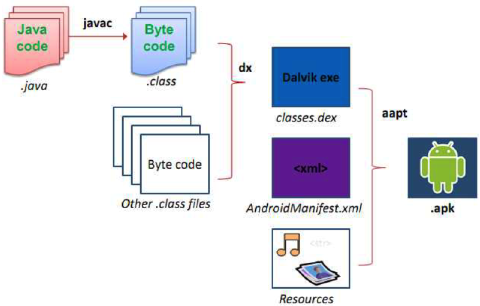 Java
code
.java
javac
Byte
code
.class
dx
Byte code
Other .class files
Dalvik exe
classes.dex
<xml>
AndroidManifest.xml
<str>
Resources
aapt
.apk